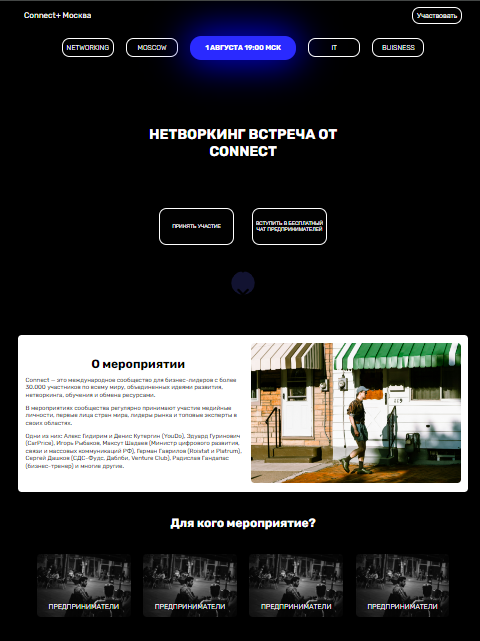 Connect+ Москва
Участвовать
NETWORKING
MOSCOW
1 АВГУСТА 19:00 МСК
IT
BUISNESS
НЕТВОРКИНГ ВСТРЕЧА ОТ
CONNECT
ПРИНЯТЬ УЧАСТИЕ
ВСТУПИТЬ В БЕСПЛАТНЫЙ
ЧАТ ПРЕДПРИНИМАТЕЛЕЙ
О мероприятии
Connect — это международное сообщество для бизнес-лидеров с более
30.000 участников по всему миру, объединенных идеями развития,
нетворкинга, обучения и обмена ресурсами.
В мероприятиях сообщества регулярно принимают участие медийные
личности, первые лица стран мира, лидеры рынка и топовые эксперты в
своих областях.
Одни из них: Алекс Гидирим и Денис Кутергин (YouDo), Эдуард Гуринович
(CarPrice), Игорь Рыбаков, Максут Шадаев (Министр цифрового развития,
связи и массовых коммуникаций РФ), Герман Гаврилов (Roistat и Platrum),
Сергей Дашков (СДС-Фудс, Даблби, Venture Club), Радислав Гандапас
(бизнес-тренер) и многие другие.
115
Для кого мероприятие?
ПРЕДПРИНИМАТЕЛИ
ПРЕДПРИНИМАТЕЛИ
ПРЕДПРИНИМАТЕЛИ
ПРЕДПРИНИМАТЕЛИ